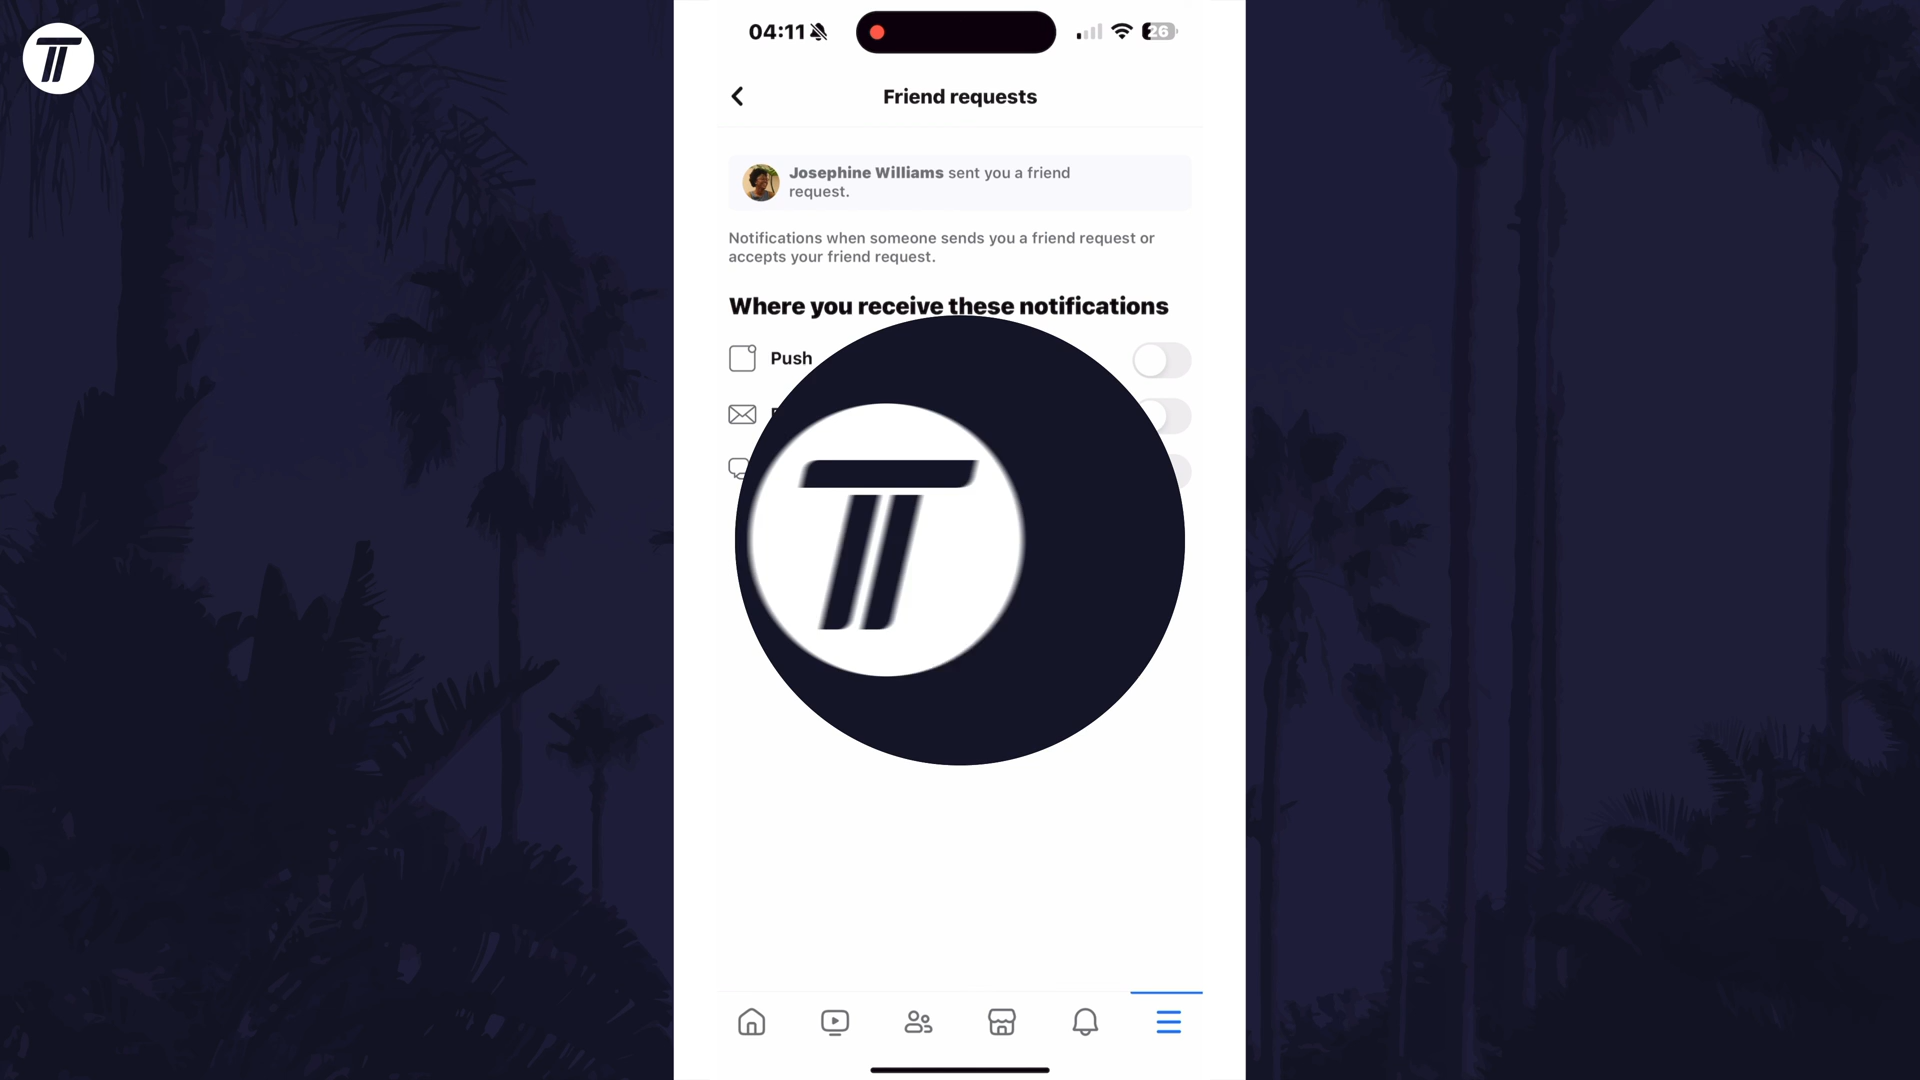 04:11
26
Friend requests
Josephine Williams sent you a friend
request.
Notifications when someone sends you a friend request or
accepts your friend request.
Where you receive these notifications
Push